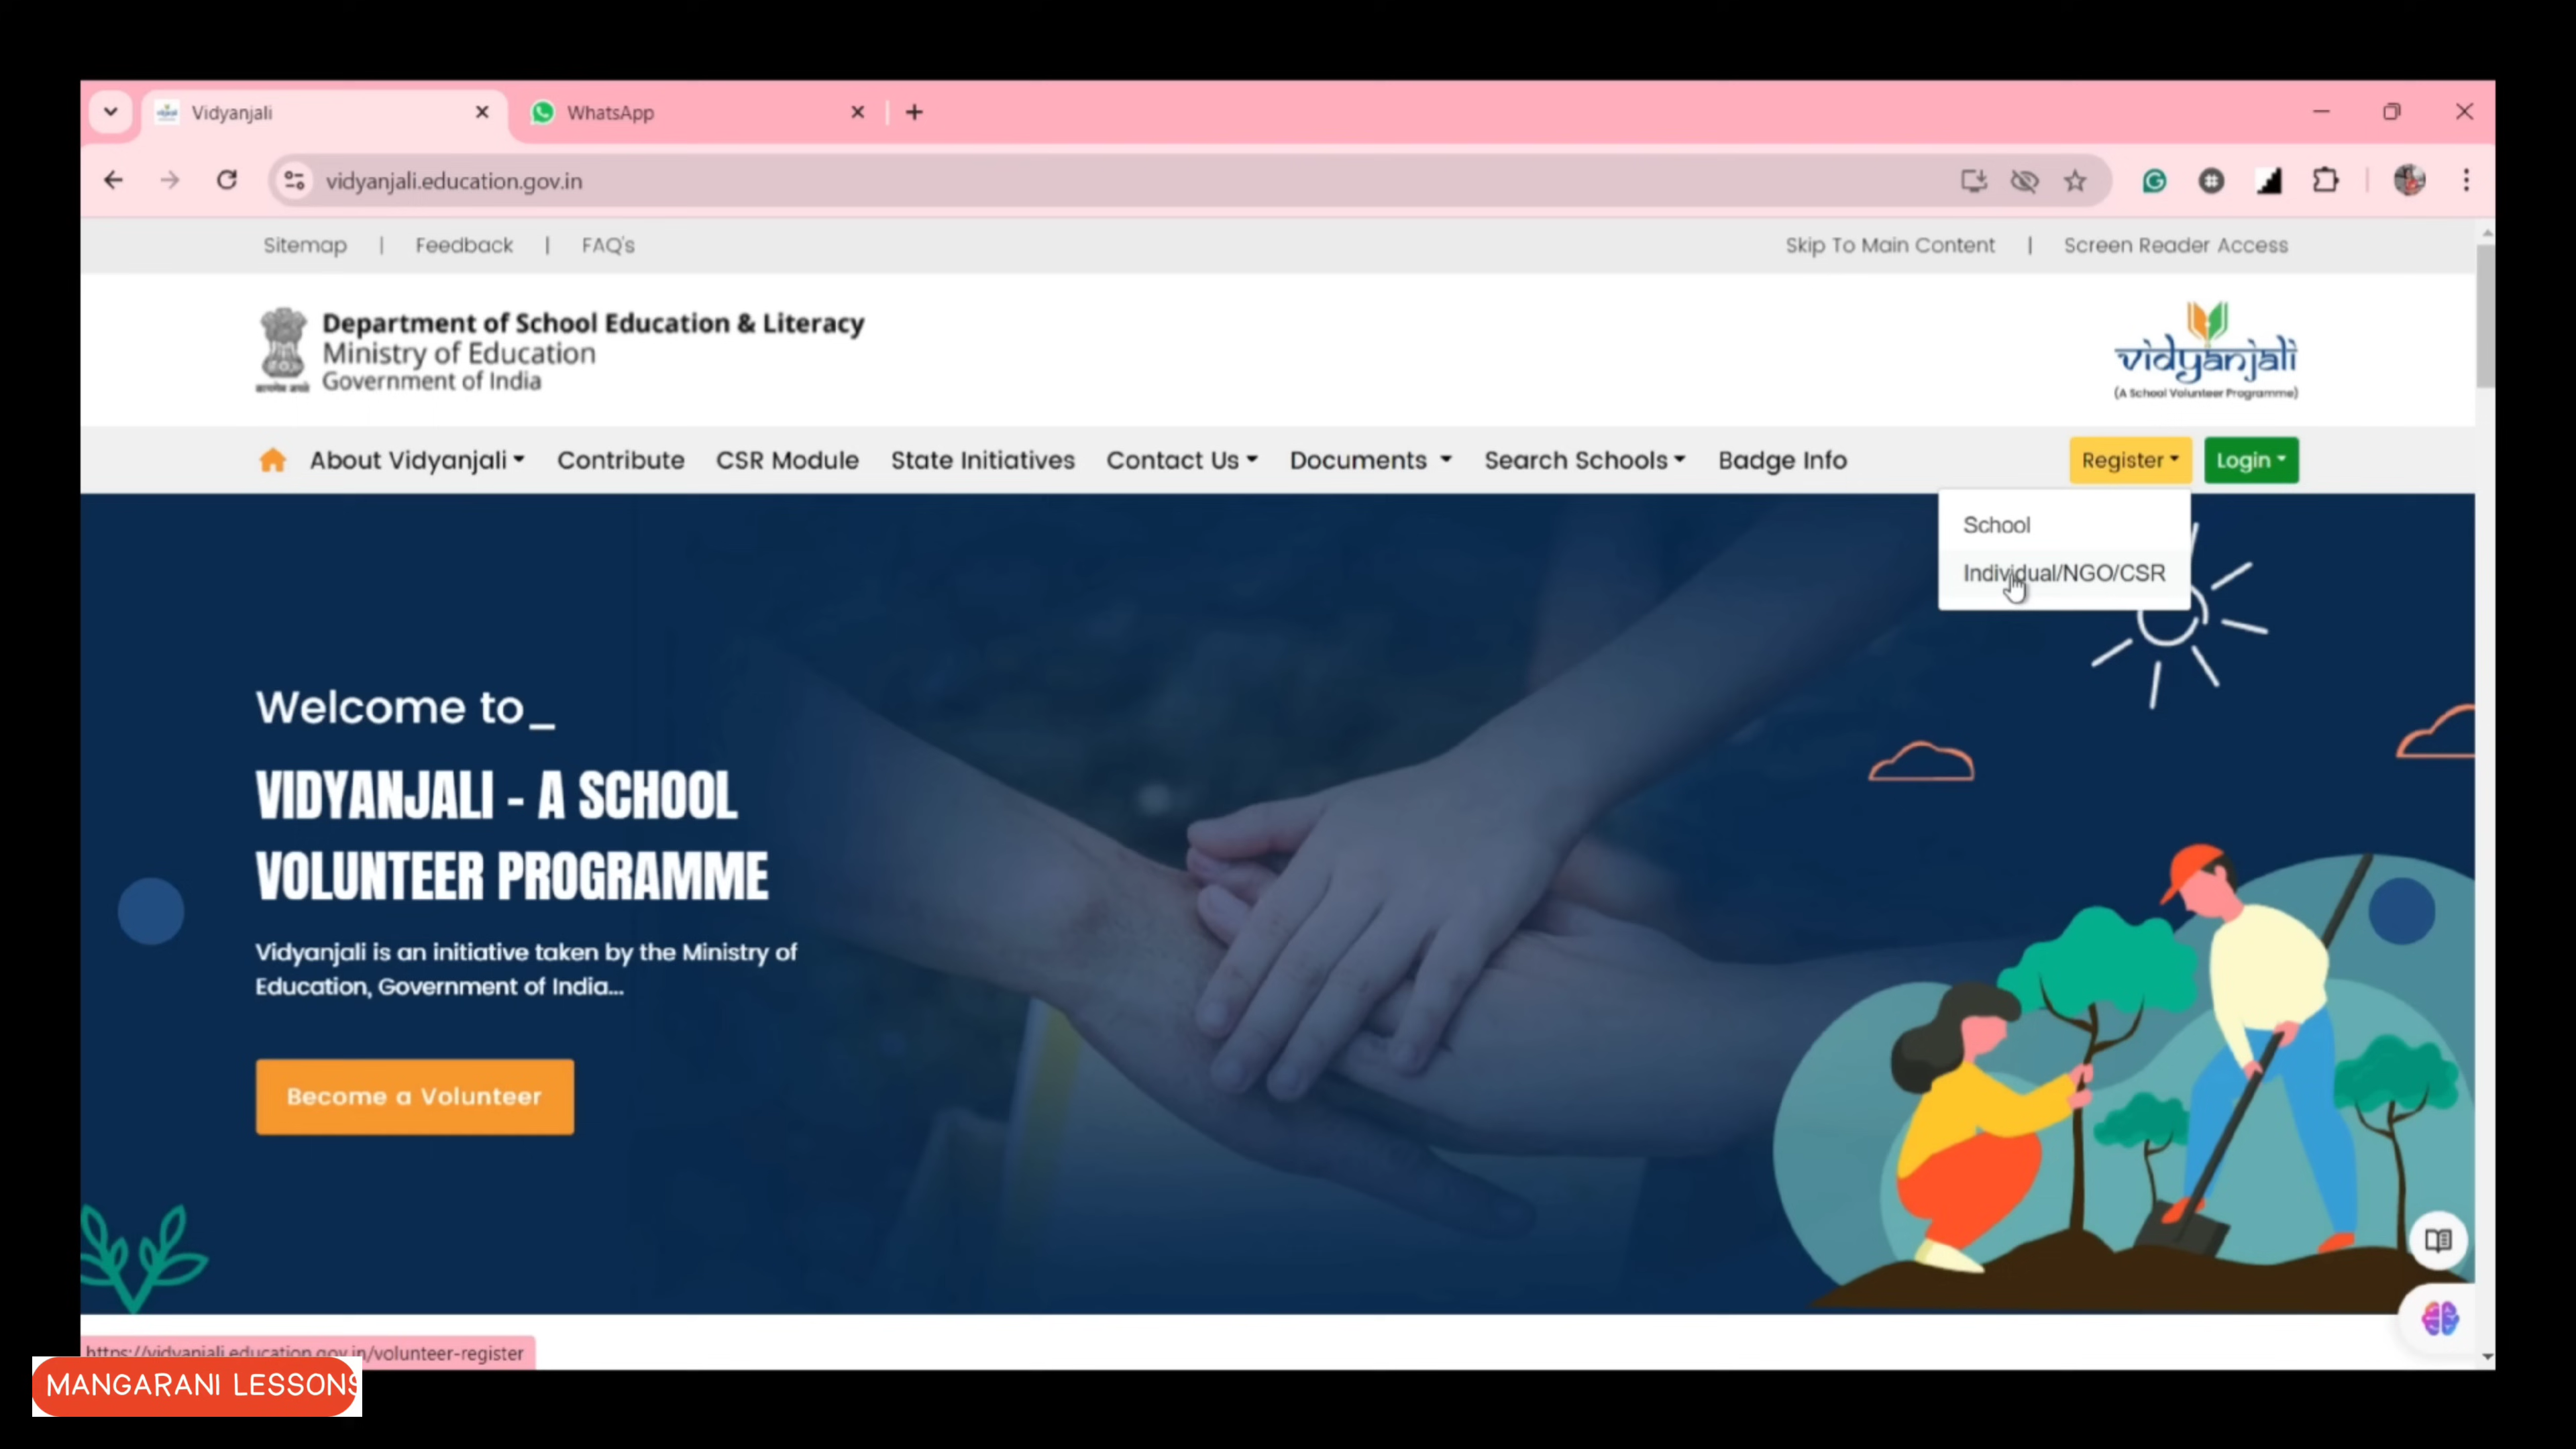 Vidyanjali
WhatsApp
vidyanjali.education.gov.in
Sitemap | Feedback | FAQ's
Skip To Main Content | Screen Reader Access
Department of School Education & Literacy
Ministry of Education
Government of India
vidyanjali
(A School Volunteer Programme)
About Vidyanjali Contribute CSR Module State Initiatives Contact Us Documents Search Schools Badge Info Register Login
School
Individual/NGO/CSR
Welcome to_
VIDYANJALI - A SCHOOL
VOLUNTEER PROGRAMME
Vidyanjali is an initiative taken by the Ministry of
Education, Government of India...
Become a Volunteer
https://vidyanjali.education.gov.in/volunteer-register
MANGARANI LESSONS